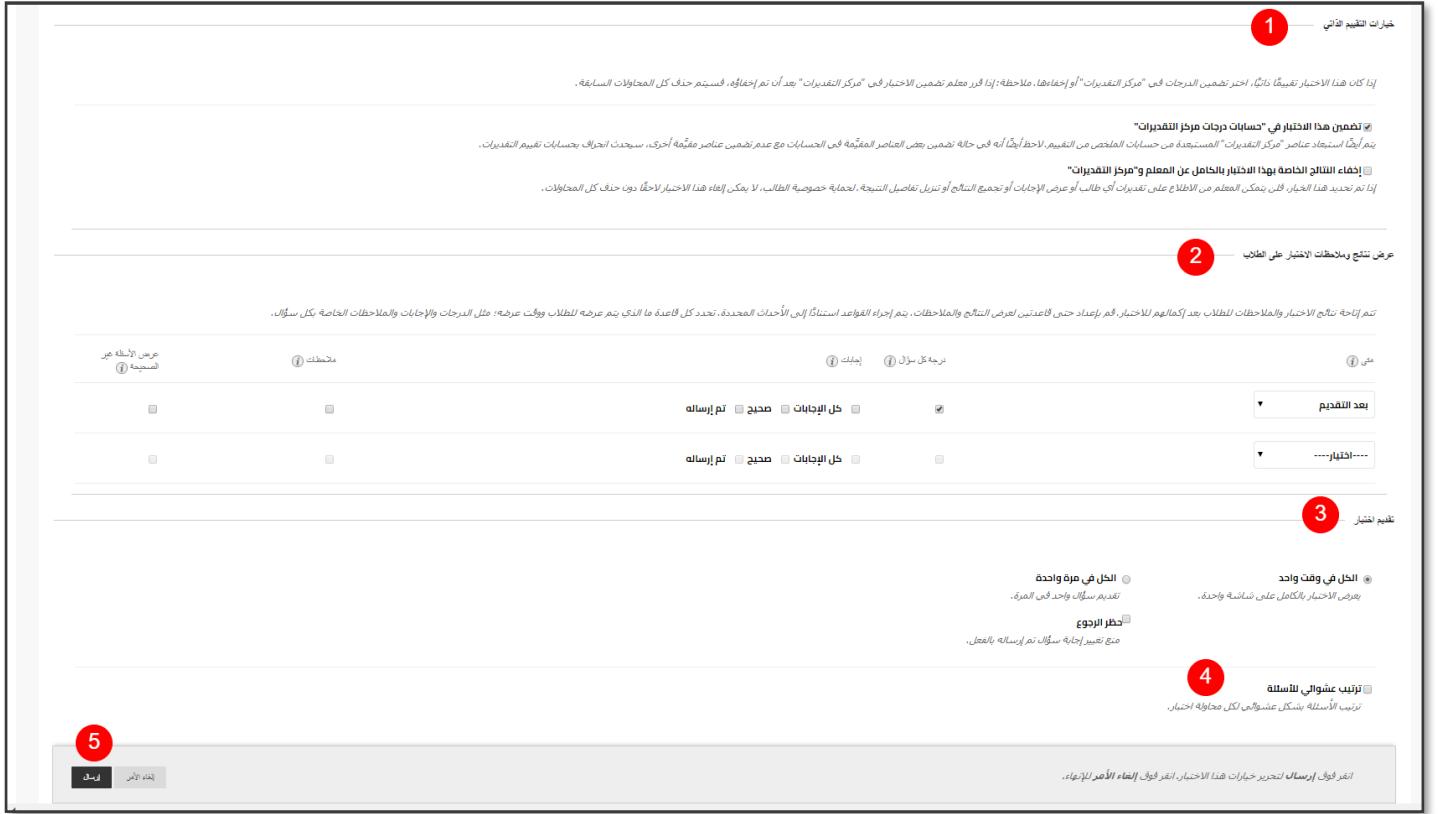 خيارات التقييم الذاتي
1
إذا كان هذا الاختبار تقييمًا ذاتيًا، اختر تضمين الدرجات في "مركز التقديرات" أو إخفاءها. ملاحظة: إذا قرر معلم تضمين الاختبار في "مركز التقديرات" بعد أن تم إخفاؤه، فسيتم حذف كل المحاولات السابقة.
تضمين هذا الاختبار في "حسابات درجات مركز التقديرات"
يتم أيضًا استبعاد عناصر "مركز التقديرات" المستبعدة من حسابات الملخص من التقييم. لاحظ أيضًا أنه في حالة تضمين بعض العناصر المقيَّمة في الحسابات مع عدم تضمين عناصر مقيَّمة أخرى، سيحدث انحراف بحسابات تقييم التقديرات.
إخفاء النتائج الخاصة بهذا الاختبار بالكامل عن المعلم و"مركز التقديرات"
إذا تم تحديد هذا الخيار، فلن يتمكن المعلم من الاطلاع على تقديرات أي طالب أو عرض الإجابات أو تجميع النتائج أو تنزيل تفاصيل النتيجة. لحماية خصوصية الطالب، لا يمكن إلغاء هذا الاختبار لاحقًا دون حذف كل المحاولات.
عرض نتائج وملاحظات الاختبار على الطلاب
2
تتم إتاحة نتائج الاختبار والملاحظات للطلاب بعد إكمالهم للاختبار. قم بإعداد حتى قاعدتين لعرض النتائج والملاحظات. يتم إجراء القواعد استنادًا إلى الأحداث المحددة. تحدد كل قاعدة ما الذي يتم عرضه للطلاب ووقت عرضه؛ مثل الدرجات والإجابات والملاحظات الخاصة بكل سؤال.
متى درجة كل سؤال إجابات ملاحظات عرض الأسئلة غير
الصحيحة
بعد التقديم كل الإجابات صحيح تم إرساله
----اختيار---- كل الإجابات صحيح تم إرساله
تقديم اختبار
3
الكل في وقت واحد الكل في مرة واحدة
يعرض الاختبار بالكامل على شاشة واحدة. تقديم سؤال واحد في المرة.
حظر الرجوع
منع تغيير إجابة سؤال تم إرساله بالفعل.
4
ترتيب عشوائي للأسئلة
ترتيب الأسئلة بشكل عشوائي لكل محاولة اختبار.
5
انقر فوق إرسال لتحرير خيارات هذا الاختبار. انقر فوق إلغاء الأمر للإنهاء. إلغاء الأمر إرسال